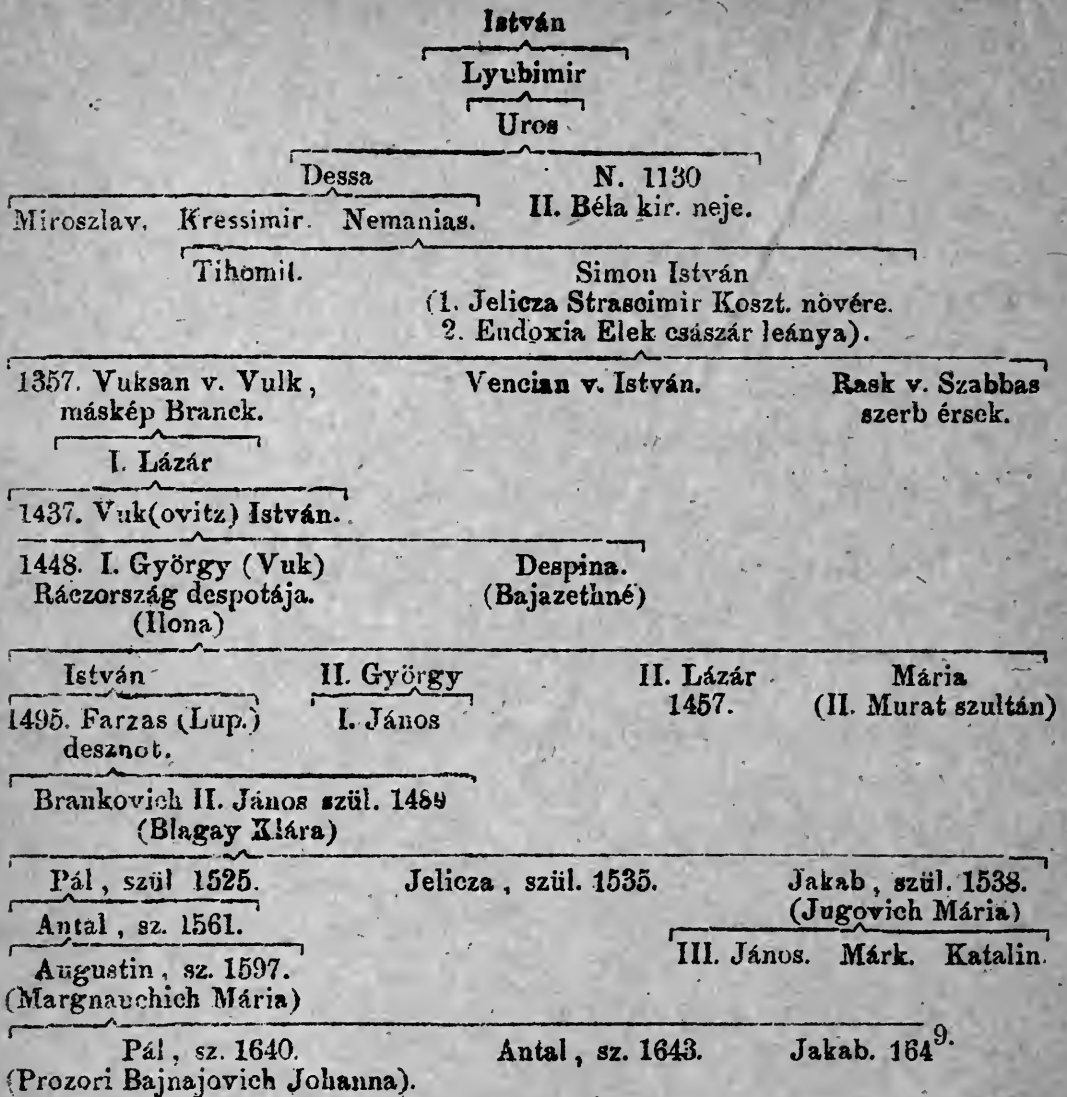 István
Lyubimir
Uros
Dessa N. 1130
II. Béla kir. neje.
Miroszlav. Kressimir. Nemanias.
Tihomil. Simon István
(1. Jelicza Strascimir Koszt. növére.
2. Eudoxia Elek császár leánya).
1357. Vuksan v. Vulk, Vencian v. István. Rask v. Szabbas
máskép Branck. szerb érsek.
I. Lázár
1437. Vuk(ovitz) István.
1448. I. György (Vuk) Despina.
Ráczország despotája. (Bajazethné)
(Ilona)
István II. György II. Lázár Mária
1495. Farzas (Lup.) I. János 1457. (II. Murat szultán)
desznot.
Brankovich II. János szül. 1489
(Blagay Klára)
Pál, szül 1525. Jelicza, szül. 1535. Jakab, szül. 1538.
(Jugovich Mária)
Antal, sz. 1561. III. János. Márk. Katalin.
Augustin, sz. 1597.
(Margnauchich Mária)
Pál, sz. 1640. Antal, sz. 1643. Jakab. 1649.
(Prozori Bajnajovich Johanna).